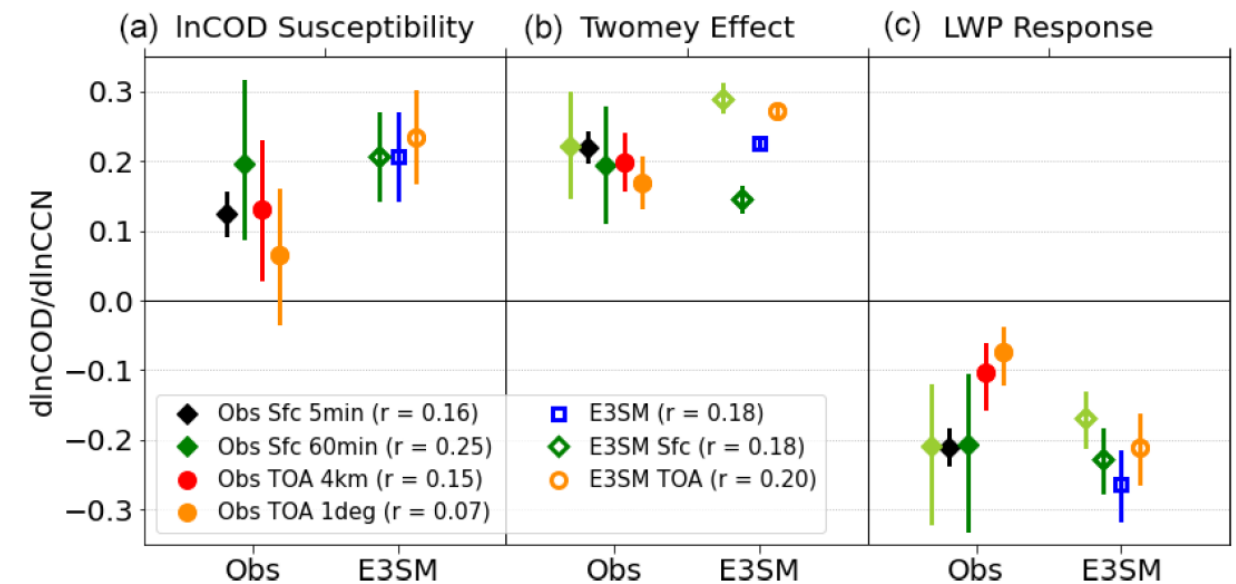 (a) lnCOD Susceptibility (b) Twomey Effect (c) LWP Response
dlnCOD/dlnCCN
0.3
0.2
0.1
0.0
−0.1
−0.2
−0.3
Obs Sfc 5min (r = 0.16)
Obs Sfc 60min (r = 0.25)
Obs TOA 4km (r = 0.15)
Obs TOA 1deg (r = 0.07)
E3SM (r = 0.18)
E3SM Sfc (r = 0.18)
E3SM TOA (r = 0.20)
Obs E3SM Obs E3SM Obs E3SM